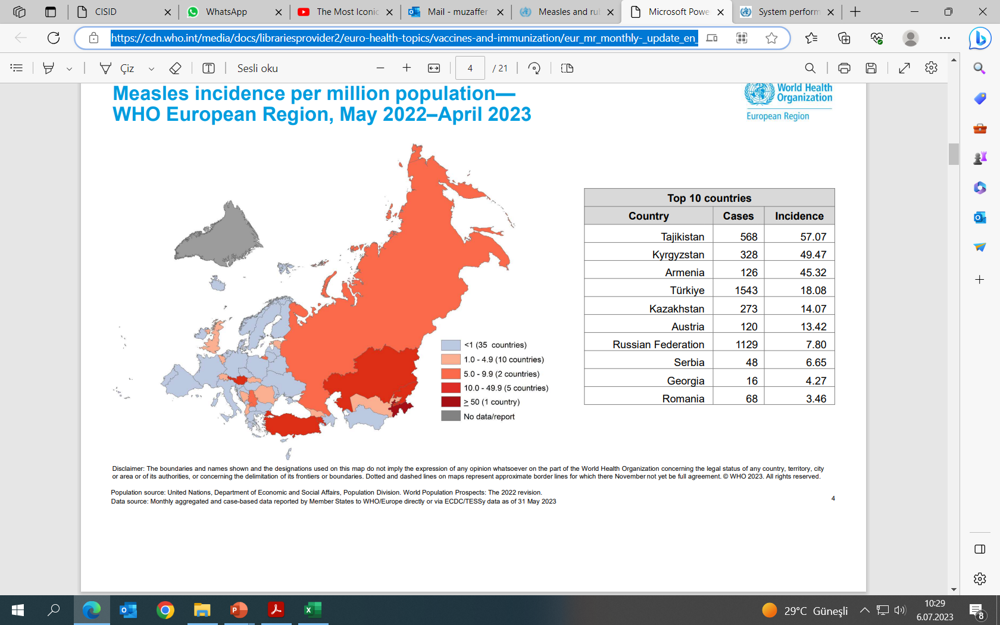 CISID
WhatsApp
The Most Iconic
Mail - muzaffer
Measles and ru
Microsoft Powe
System perform
https://cdn.who.int/media/docs/librariesprovider2/euro-health-topics/vaccines-and-immunization/eur_mr_monthly-_update_en_
Çiz
Sesli oku
4
/ 21
Measles incidence per million population—
WHO European Region, May 2022–April 2023
World Health
Organization
European Region
<1 (35 countries)
1.0 - 4.9 (10 countries)
5.0 - 9.9 (2 countries)
10.0 - 49.9 (5 countries)
≥ 50 (1 country)
No data/report
Top 10 countries
Country Cases Incidence
Tajikistan 568 57.07
Kyrgyzstan 328 49.47
Armenia 126 45.32
Türkiye 1543 18.08
Kazakhstan 273 14.07
Austria 120 13.42
Russian Federation 1129 7.80
Serbia 48 6.65
Georgia 16 4.27
Romania 68 3.46
Disclaimer: The boundaries and names shown and the designations used on this map do not imply the expression of any opinion whatsoever on the part of the World Health Organization concerning the legal status of any country, territory, city
or area or of its authorities, or concerning the delimitation of its frontiers or boundaries. Dotted and dashed lines on maps represent approximate border lines for which there November not yet be full agreement. © WHO 2023. All rights reserved.
Population source: United Nations, Department of Economic and Social Affairs, Population Division. World Population Prospects: The 2022 revision.
Data source: Monthly aggregated and case-based data reported by Member States to WHO/Europe directly or via ECDC/TESSy data as of 31 May 2023
4
29°C Güneşli
10:29
6.07.2023
8